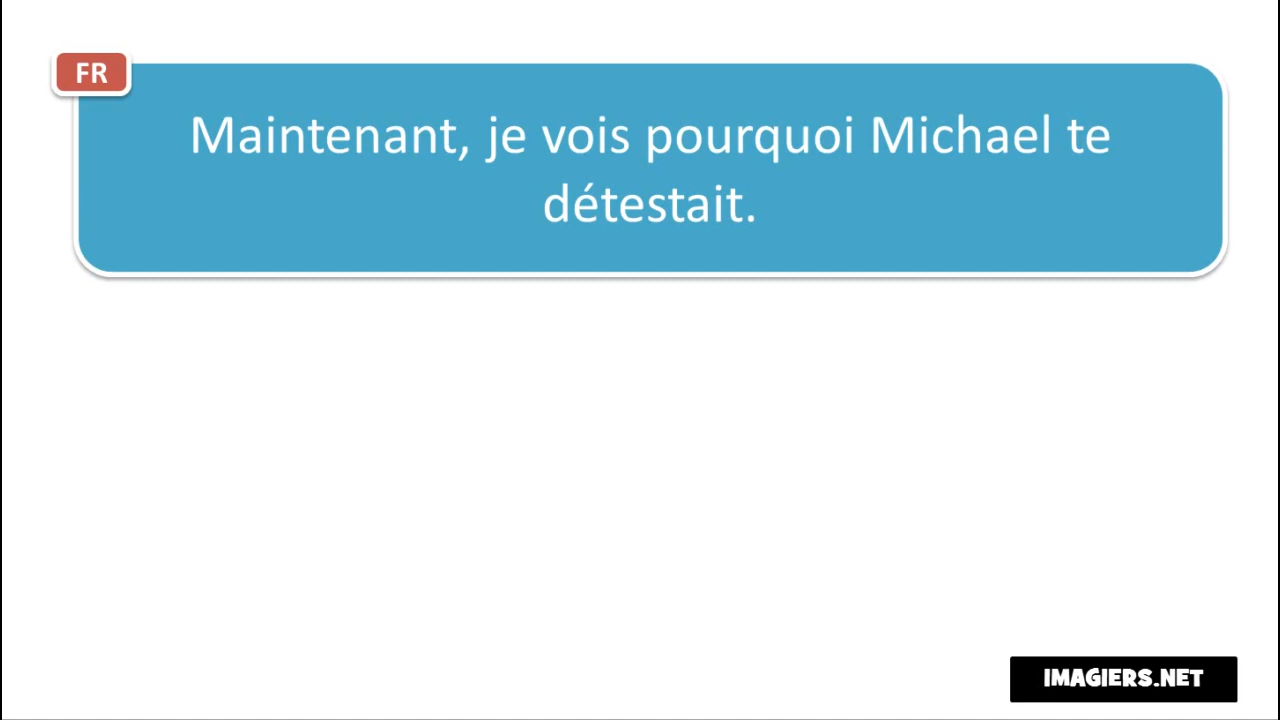 FR
Maintenant, je vois pourquoi Michael te
détestait.
IMAGIERS.NET